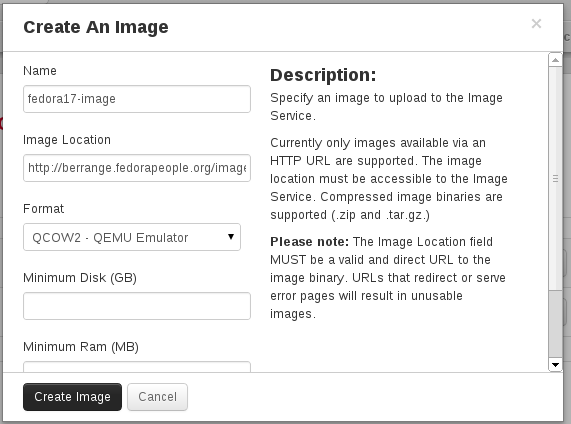 Create An Image
×
Name
fedora17-image
Image Location
http://berrange.fedorapeople.org/image
Format
QCOW2 - QEMU Emulator
Minimum Disk (GB)
Minimum Ram (MB)
Description:
Specify an image to upload to the Image
Service.
Currently only images available via an
HTTP URL are supported. The image
location must be accessible to the Image
Service. Compressed image binaries are
supported (.zip and .tar.gz.)
Please note: The Image Location field
MUST be a valid and direct URL to the
image binary. URLs that redirect or serve
error pages will result in unusable
images.
Create Image
Cancel